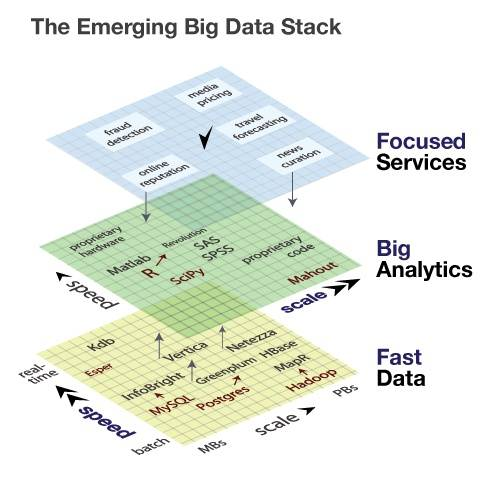 The Emerging Big Data Stack
media
pricing
fraud
detection
travel
forecasting
online
reputation
news
curation
Focused
Services
proprietary
hardware
Matlab
R
Revolution
SAS
SPSS
SciPy
proprietary
code
Mahout
speed
scale
Big
Analytics
Kdb
Esper
Vertica
Netezza
InfoBright
Greenplum
HBase
MySQL
Postgres
MapR
Hadoop
real-
time
speed
batch
MBs
scale
PBs
Fast
Data